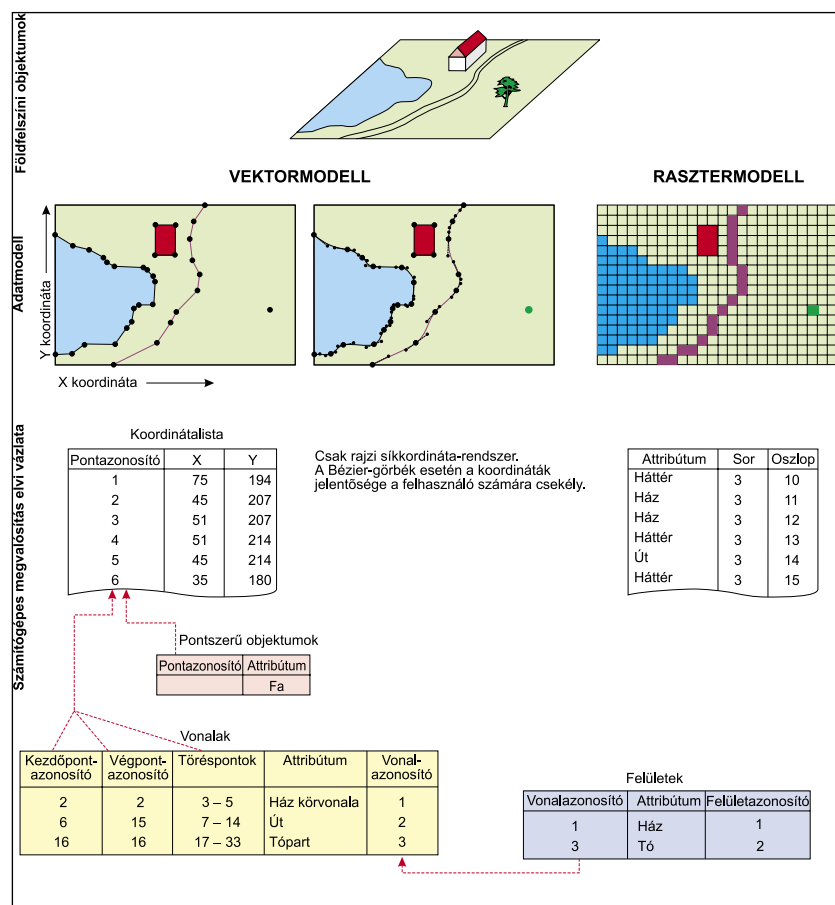 Földfelszíni objektumok
VEKTORMODELL
RASZTERMODELL
Adatmodell
Y koordináta
X koordináta
Számítógépes megvalósítás elvi vázlata
Koordinátalista
Pontazonosító X Y
1 75 194
2 45 207
3 51 207
4 51 214
5 45 214
6 35 180
Csak rajzi síkkordináta-rendszer.
A Bézier-görbék esetén a koordináták
jelentősége a felhasználó számára csekély.
Attribútum Sor Oszlop
Háttér 3 10
Ház 3 11
Ház 3 12
Háttér 3 13
Út 3 14
Háttér 3 15
Pontszerű objektumok
Pontazonosító Attribútum
Fa
Vonalak
Kezdőpont- Végpont- Töréspontok Attribútum Vonal-
azonosító azonosító azonosító
2 2 3 – 5 Ház körvonala 1
6 15 7 – 14 Út 2
16 16 17 – 33 Tópart 3
Felületek
Vonalazonosító Attribútum Felületazonosító
1 Ház 1
3 Tó 2